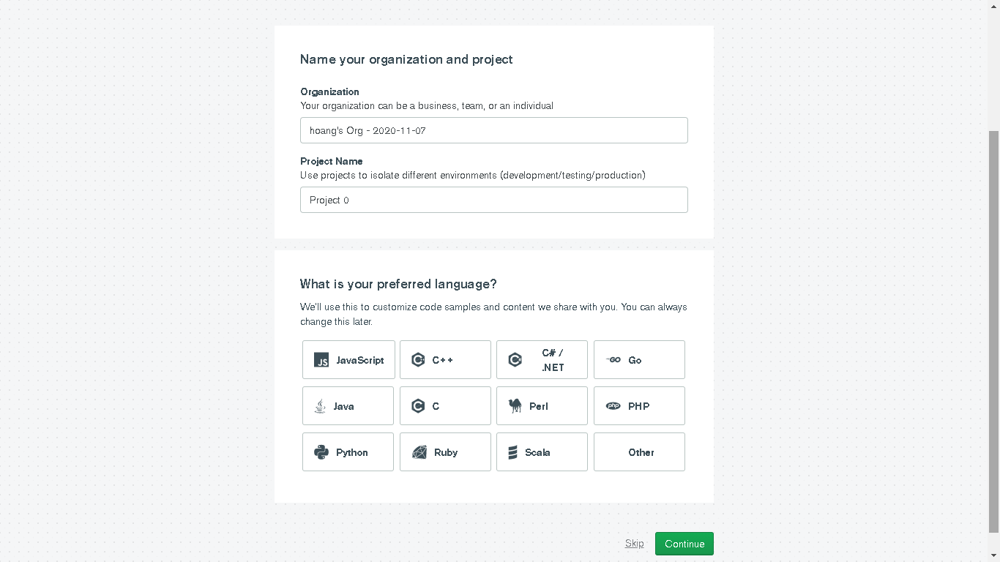 Name your organization and project
Organization
Your organization can be a business, team, or an individual
hoang's Org - 2020-11-07
Project Name
Use projects to isolate different environments (development/testing/production)
Project 0
What is your preferred language?
We'll use this to customize code samples and content we share with you. You can always
change this later.
JS JavaScript
C++
C# /
.NET
GO Go
Java
C C
Perl
php PHP
Python
Ruby
Scala
Other
Skip
Continue